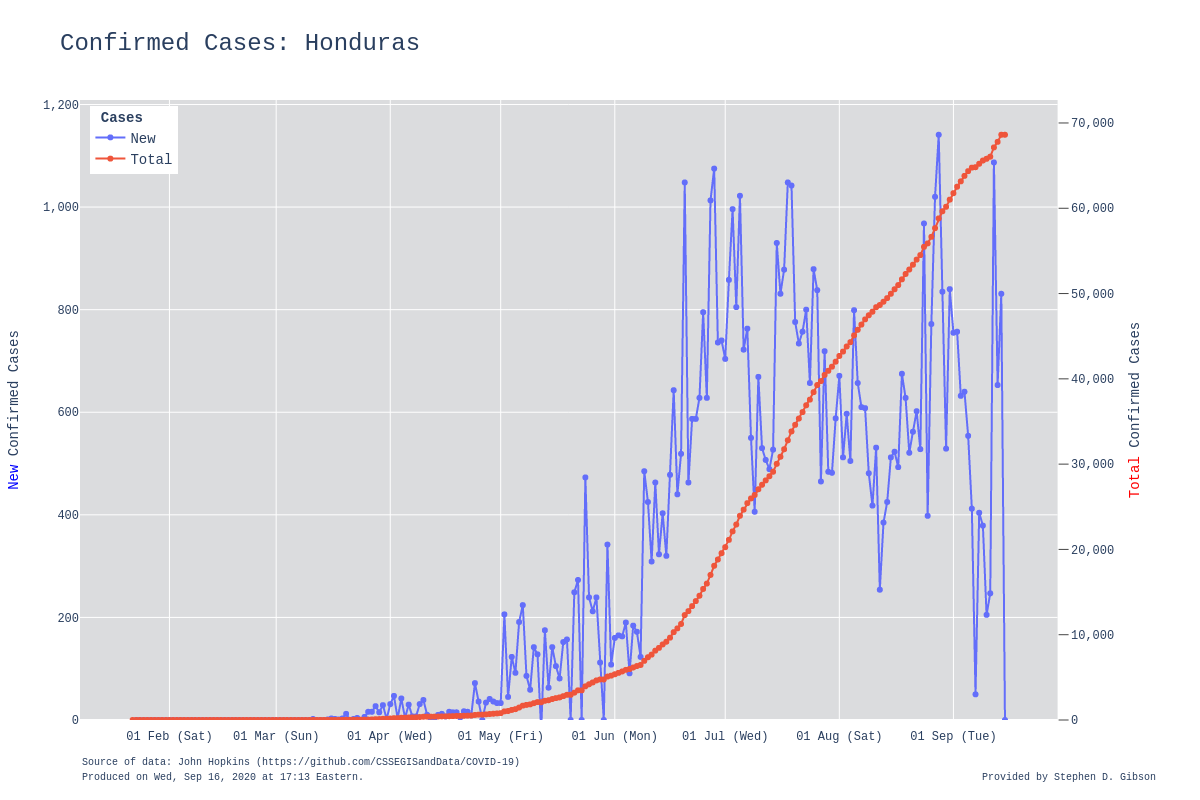 Confirmed Cases: Honduras
Cases
New
Total
1,200
1,000
800
600
400
200
0
70,000
60,000
50,000
40,000
30,000
20,000
10,000
0
New Confirmed Cases
Total Confirmed Cases
01 Feb (Sat) 01 Mar (Sun) 01 Apr (Wed) 01 May (Fri) 01 Jun (Mon) 01 Jul (Wed) 01 Aug (Sat) 01 Sep (Tue)
Source of data: John Hopkins (https://github.com/CSSEGISandData/COVID-19)
Produced on Wed, Sep 16, 2020 at 17:13 Eastern.
Provided by Stephen D. Gibson